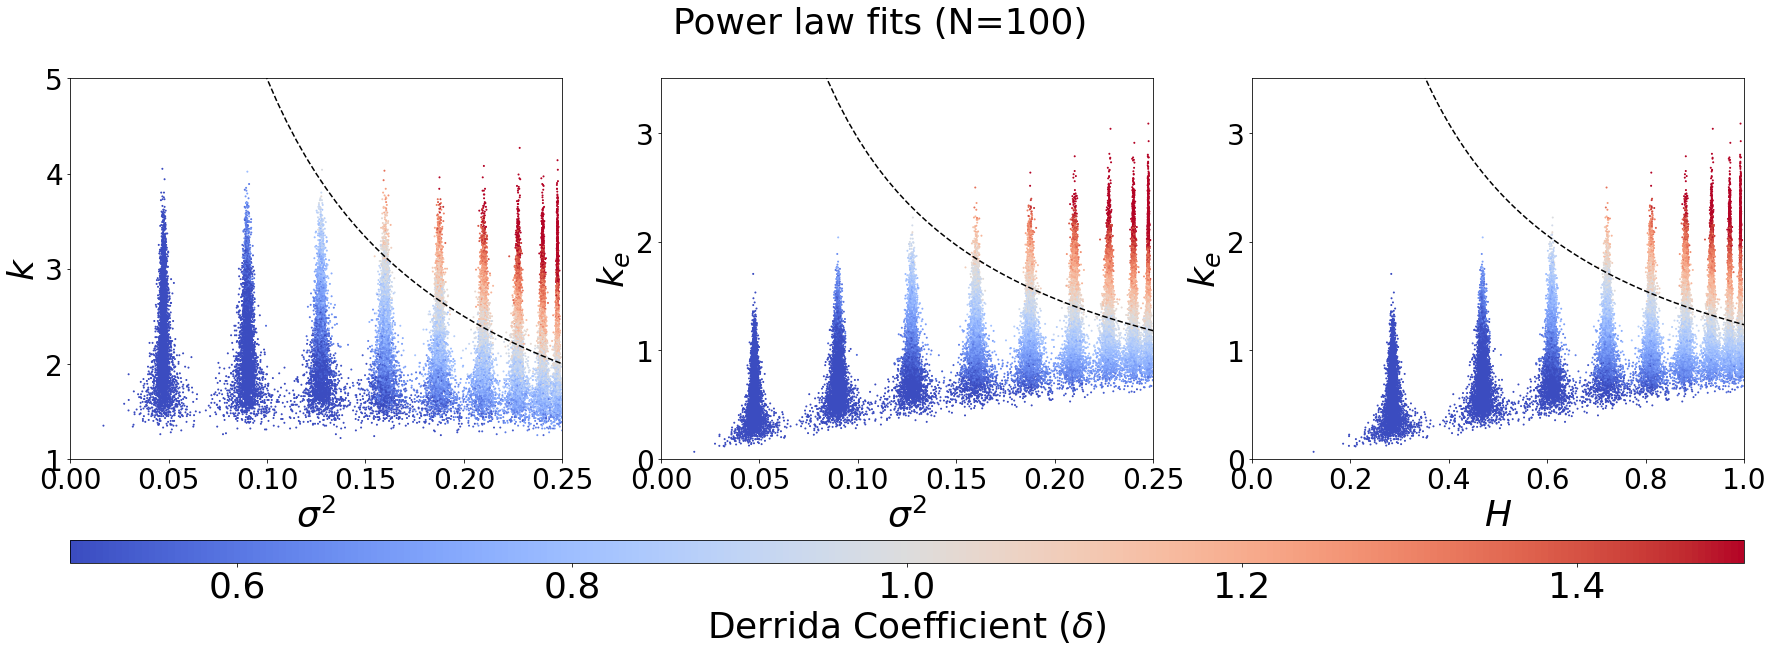 Power law fits (N=100)
5
4
3
2
1
k
0.00 0.05 0.10 0.15 0.20 0.25
σ²
3
2
1
0
kₑ
0.00 0.05 0.10 0.15 0.20 0.25
σ²
3
2
1
0
kₑ
0.0 0.2 0.4 0.6 0.8 1.0
H
0.6 0.8 1.0 1.2 1.4
Derrida Coefficient (δ)